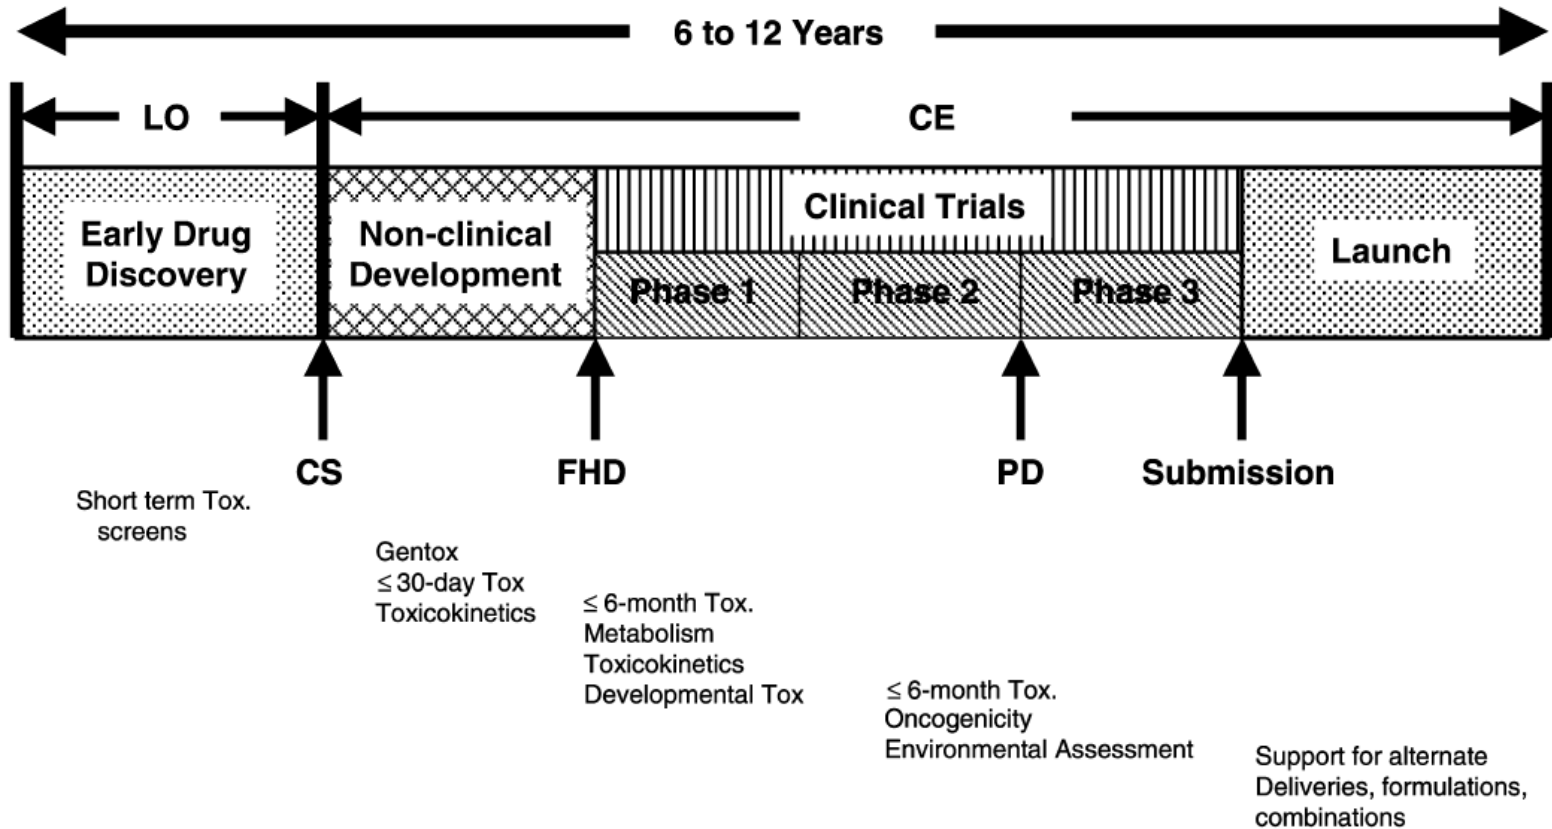 6 to 12 Years
LO
CE
Early Drug
Discovery
Non-clinical
Development
Clinical Trials
Phase 1
Phase 2
Phase 3
Launch
CS
FHD
PD
Submission
Short term Tox.
screens
Gentox
≤ 30-day Tox
Toxicokinetics
≤ 6-month Tox.
Metabolism
Toxicokinetics
Developmental Tox
≤ 6-month Tox.
Oncogenicity
Environmental Assessment
Support for alternate
Deliveries, formulations,
combinations